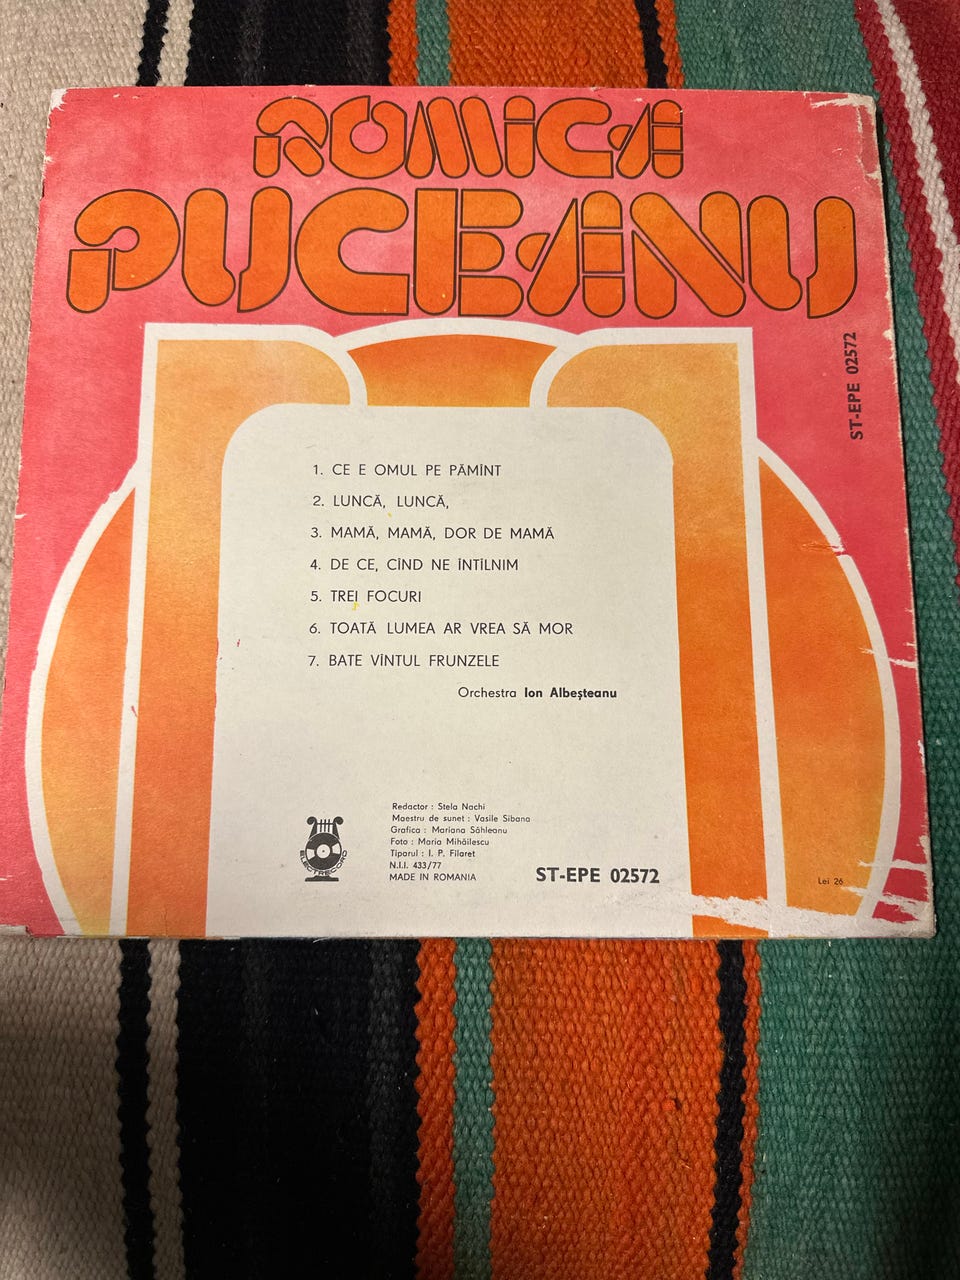 ROMICA
PUCEANU
ST-EPE 02572
1. CE E OMUL PE PĂMÎNT
2. LUNCĂ, LUNCĂ,
3. MAMĂ, MAMĂ, DOR DE MAMĂ
4. DE CE, CÎND NE ÎNTÎLNIM
5. TREI FOCURI
6. TOATĂ LUMEA AR VREA SĂ MOR
7. BATE VÎNTUL FRUNZELE
Orchestra Ion Albeșteanu
Redactor : Stela Nachi
Maestru de sunet : Vasile Sibana
Grafica : Mariana Săhleanu
Foto : Maria Mihăilescu
Tiparul : I. P. Filaret
N.I.I. 433/77
MADE IN ROMANIA
ELECTRECORD
ST-EPE 02572
Lei 26